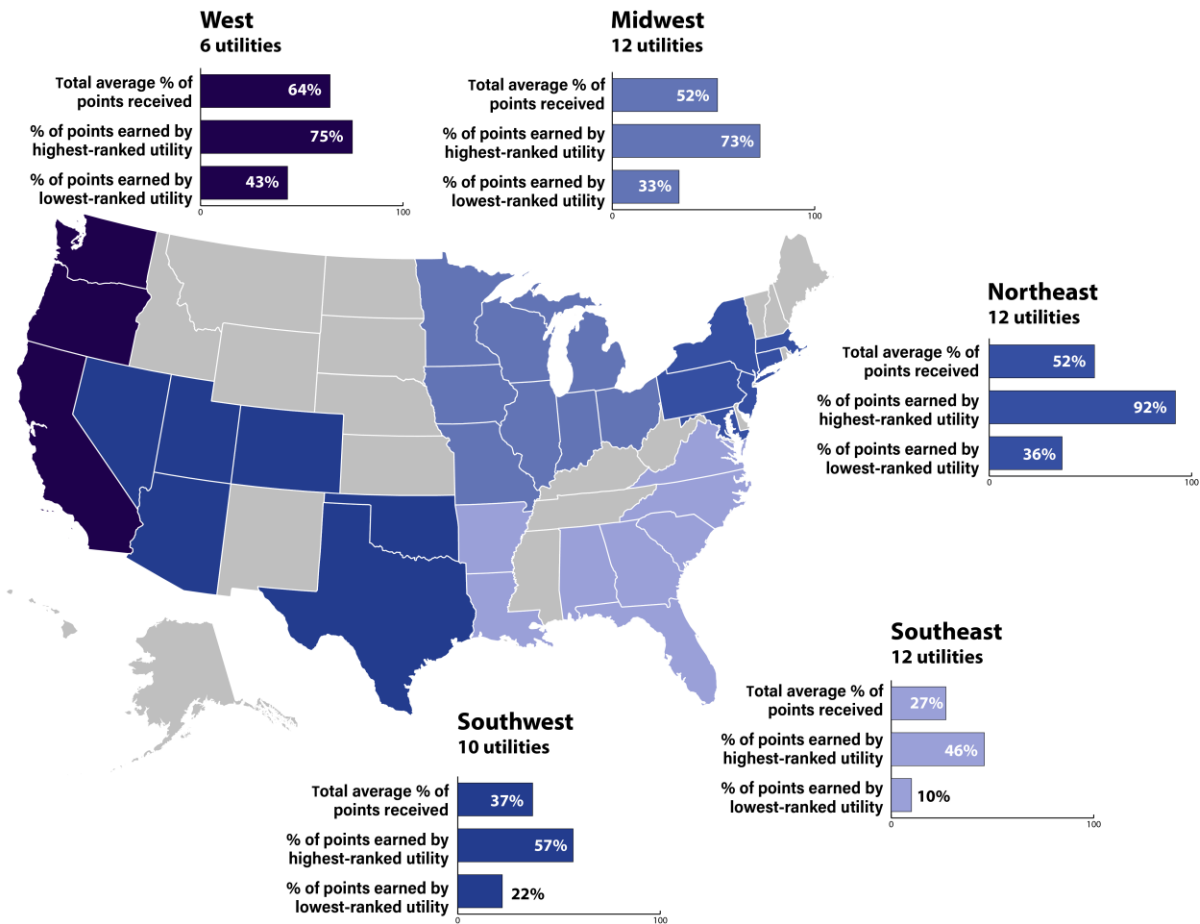 West
6 utilities
Total average % of
points received
64%
% of points earned by
highest-ranked utility
75%
% of points earned by
lowest-ranked utility
43%
0
100
Midwest
12 utilities
Total average % of
points received
52%
% of points earned by
highest-ranked utility
73%
% of points earned by
lowest-ranked utility
33%
0
100
Northeast
12 utilities
Total average % of
points received
52%
% of points earned by
highest-ranked utility
92%
% of points earned by
lowest-ranked utility
36%
0
100
Southeast
12 utilities
Total average % of
points received
27%
% of points earned by
highest-ranked utility
46%
% of points earned by
lowest-ranked utility
10%
0
100
Southwest
10 utilities
Total average % of
points received
37%
% of points earned by
highest-ranked utility
57%
% of points earned by
lowest-ranked utility
22%
0
100